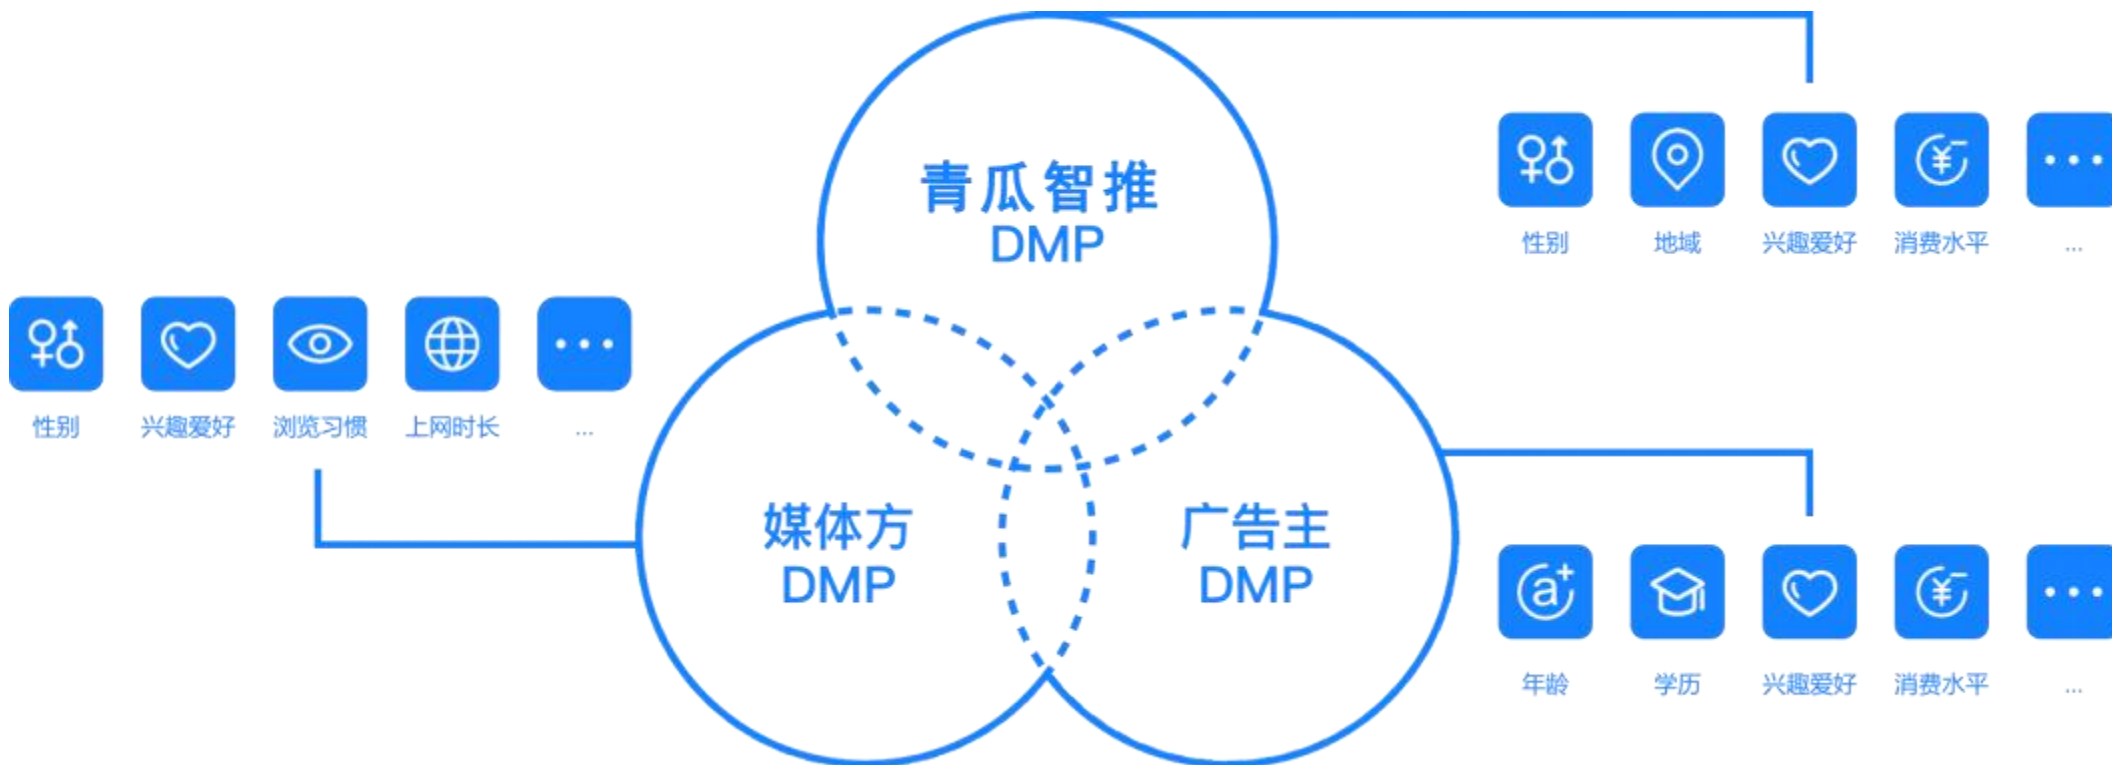 青瓜智推
DMP
性别 地域 兴趣爱好 消费水平 ...
性别 兴趣爱好 浏览习惯 上网时长 ...
媒体方
DMP
广告主
DMP
年龄 学历 兴趣爱好 消费水平 ...